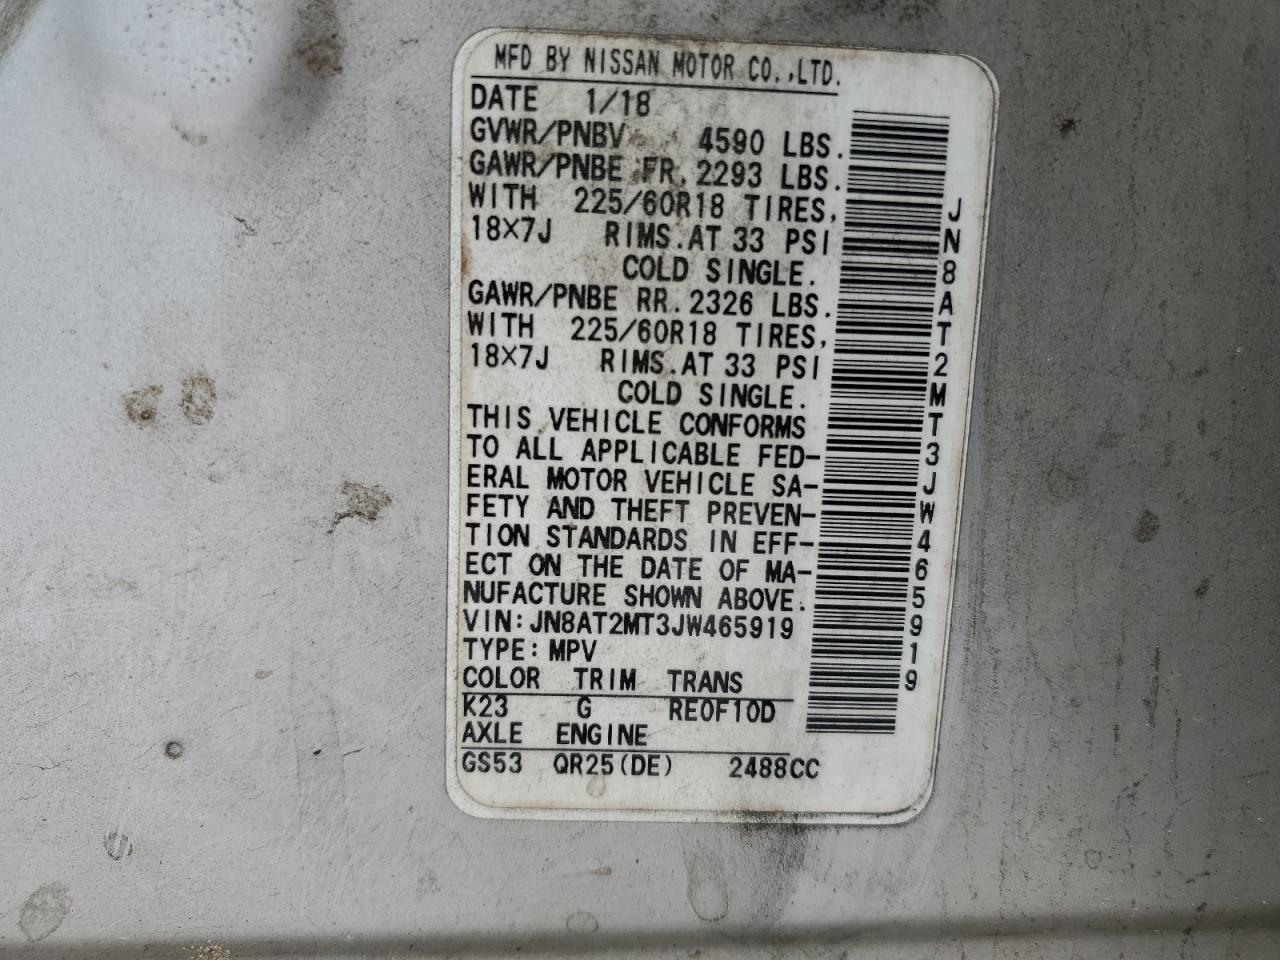 MFD BY NISSAN MOTOR CO.,LTD.
DATE 1/18
GVWR/PNBV 4590 LBS.
GAWR/PNBE FR. 2293 LBS.
WITH 225/60R18 TIRES,
18×7J RIMS.AT 33 PSI
COLD SINGLE.
GAWR/PNBE RR. 2326 LBS.
WITH 225/60R18 TIRES,
18×7J RIMS.AT 33 PSI
COLD SINGLE.
THIS VEHICLE CONFORMS
TO ALL APPLICABLE FED-
ERAL MOTOR VEHICLE SA-
FETY AND THEFT PREVEN-
TION STANDARDS IN EFF-
ECT ON THE DATE OF MA-
NUFACTURE SHOWN ABOVE.
VIN: JN8AT2MT3JW465919
TYPE: MPV
COLOR TRIM TRANS
K23 G RE0F10D
AXLE ENGINE
GS53 QR25(DE) 2488CC
JN8AT2MT3JW465919